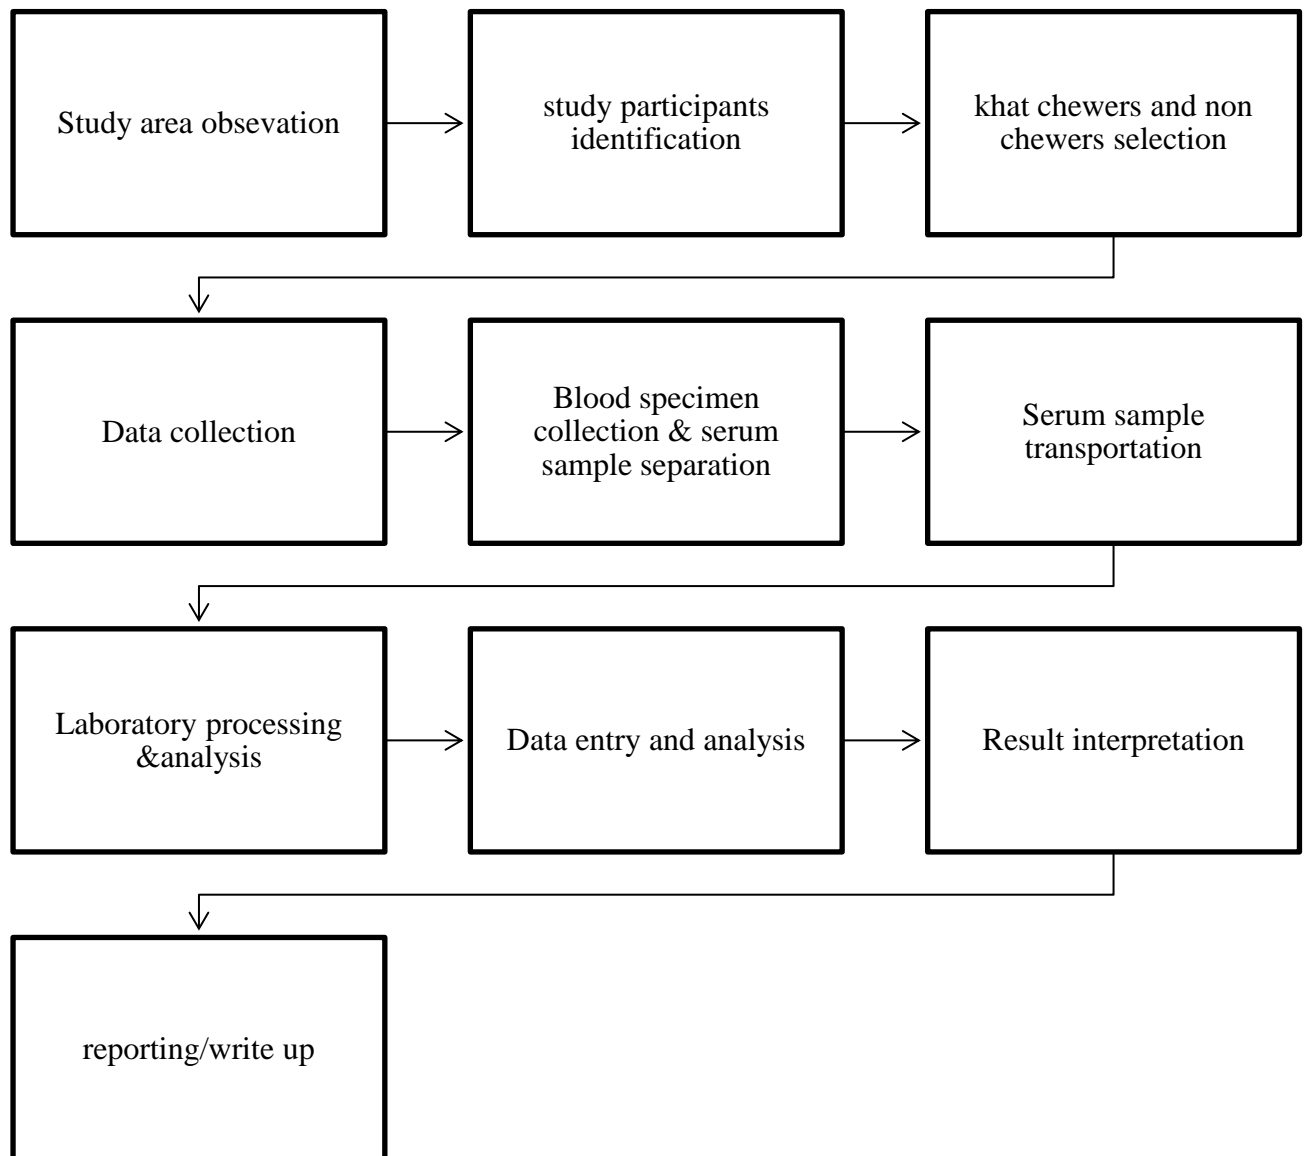 Study area obsevation
study participants
identification
khat chewers and non
chewers selection
Data collection
Blood specimen
collection & serum
sample separation
Serum sample
transportation
Laboratory processing
&analysis
Data entry and analysis
Result interpretation
reporting/write up